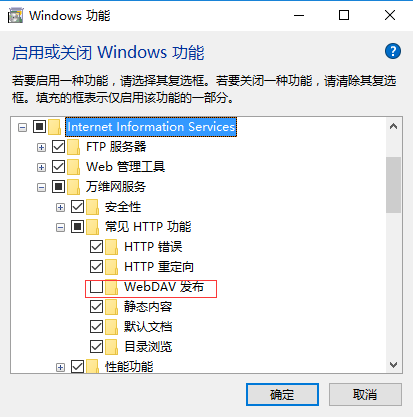 Windows 功能
启用或关闭 Windows 功能
若要启用一种功能，请选择其复选框。若要关闭一种功能，请清除其复选
框。填充的框表示仅启用该功能的一部分。
Internet Information Services
FTP 服务器
Web 管理工具
万维网服务
安全性
常见 HTTP 功能
HTTP 错误
HTTP 重定向
WebDAV 发布
静态内容
默认文档
目录浏览
性能功能
确定
取消